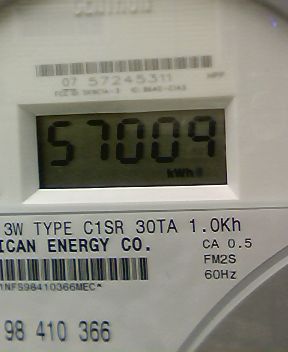 CENTRON
07 57245311
57009
kWh
3W TYPE C1SR 30TA 1.0Kh
ICAN ENERGY CO.
CA 0.5
FM2S
60Hz
1NFS98410366MEC*
98 410 366